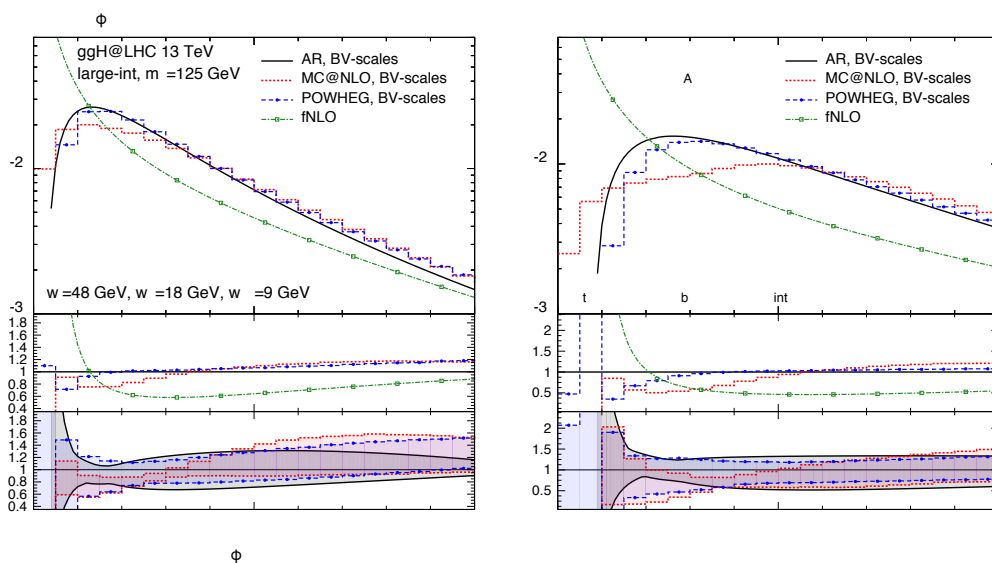 ϕ
ggH@LHC 13 TeV
large-int, m =125 GeV
AR, BV-scales
MC@NLO, BV-scales
POWHEG, BV-scales
fNLO
-2
w =48 GeV, w =18 GeV, w =9 GeV
-3
1.8
1.6
1.4
1.2
1
0.8
0.6
0.4
1.8
1.6
1.4
1.2
1
0.8
0.6
0.4
ϕ
A
AR, BV-scales
MC@NLO, BV-scales
POWHEG, BV-scales
fNLO
-2
-3
t b int
2
1.5
1
0.5
2
1.5
1
0.5